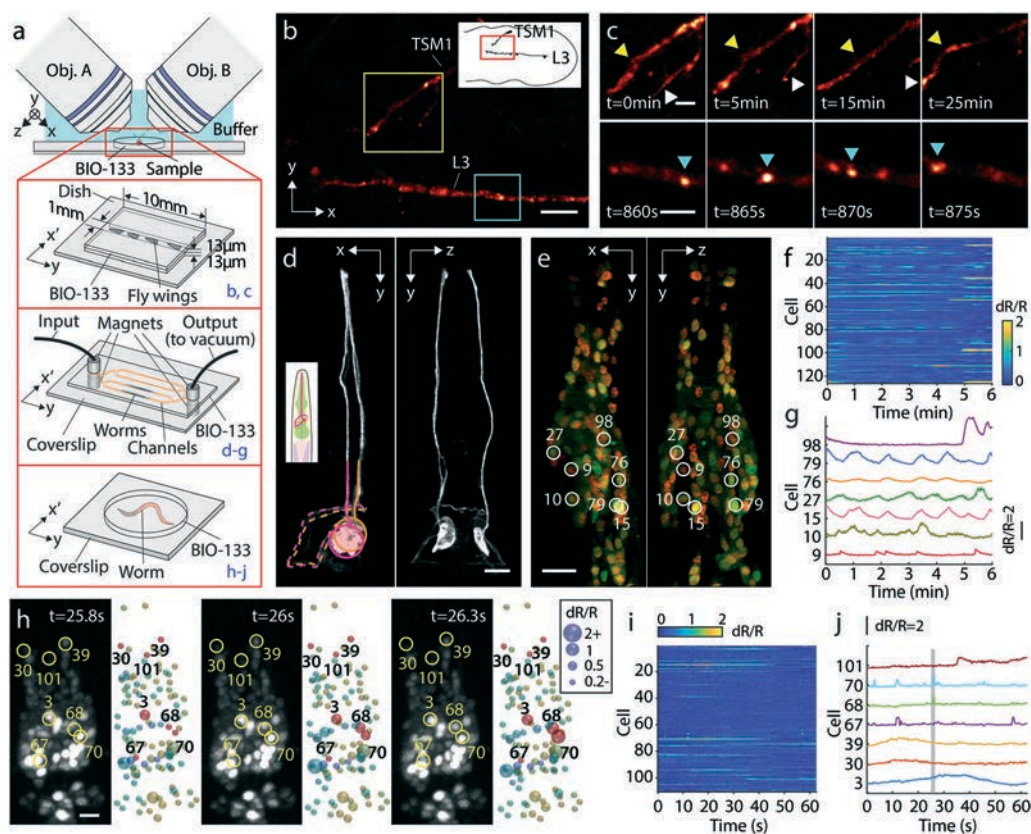 a
Obj. A
Obj. B
y
z
x
Buffer
BIO-133
Sample
Dish
10mm
1mm
x'
y
13μm
13μm
BIO-133
Fly wings
b, c
Input
Magnets
Output
(to vacuum)
x'
y
Worms
BIO-133
Coverslip
Channels
d-g
x'
y
BIO-133
Coverslip
Worm
h-j
b
TSM1
TSM1
L3
L3
y
x
c
t=0min
t=5min
t=15min
t=25min
t=860s
t=865s
t=870s
t=875s
d
x
y
z
y
e
x
y
z
y
98
27
9
76
10
79
15
98
27
9
76
10
79
15
f
Cell
20
40
60
80
100
120
0 1 2 3 4 5 6
Time (min)
dR/R
2
1
0
g
Cell
98
79
76
27
15
10
9
0 1 2 3 4 5 6
Time (min)
dR/R=2
h
t=25.8s
t=26s
t=26.3s
30
39
101
3
68
67
70
30
39
101
3
68
67
70
30
39
101
3
68
67
70
30
39
101
3
68
67
70
30
39
101
3
68
67
70
30
39
101
3
68
67
70
dR/R
2+
1
0.5
0.2-
i
0 1 2
dR/R
Cell
20
40
60
80
100
0 10 20 30 40 50 60
Time (s)
j
dR/R=2
Cell
101
70
68
67
39
30
3
0 10 20 30 40 50 60
Time (s)